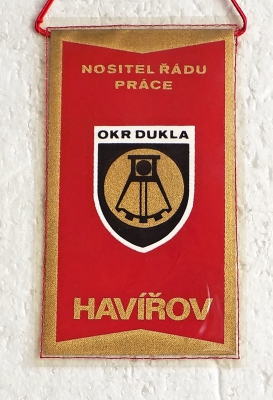 NOSITEL ŘÁDU
PRÁCE
OKR DUKLA
HAVÍŘOV